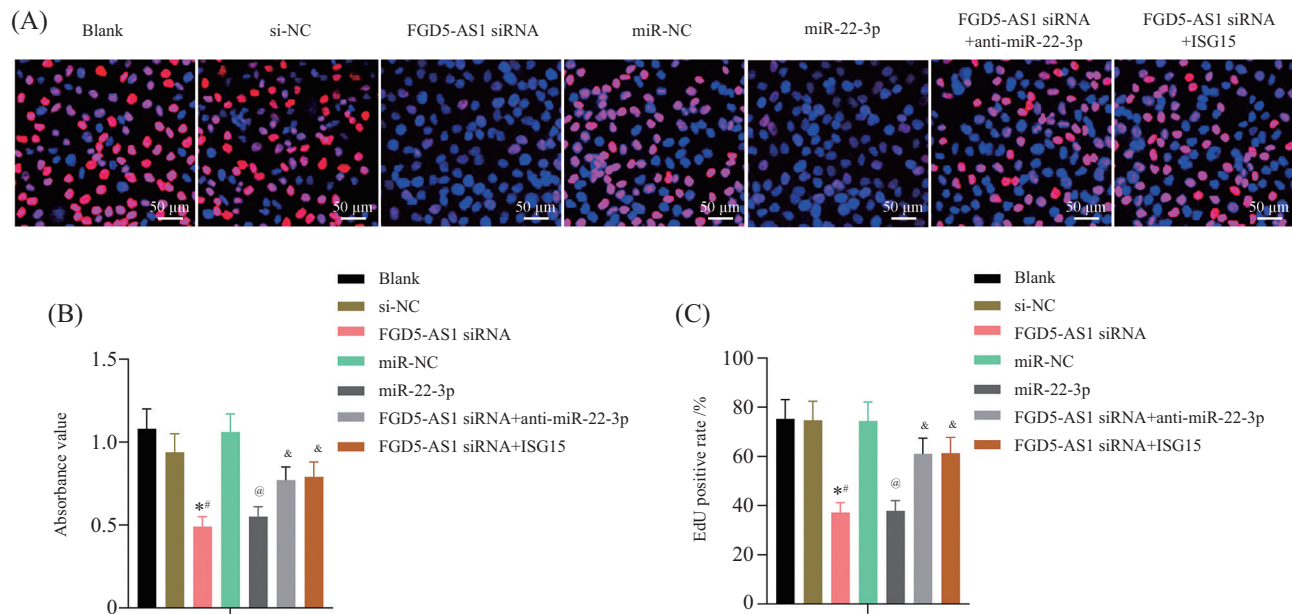 (A)
Blank
si-NC
FGD5-AS1 siRNA
miR-NC
miR-22-3p
FGD5-AS1 siRNA
+anti-miR-22-3p
FGD5-AS1 siRNA
+ISG15
50 µm
50 µm
50 µm
50 µm
50 µm
50 µm
50 µm
(B)
Blank
si-NC
FGD5-AS1 siRNA
miR-NC
miR-22-3p
FGD5-AS1 siRNA+anti-miR-22-3p
FGD5-AS1 siRNA+ISG15
Absorbance value
1.5
1.0
0.5
0
*#
@
&
&
(C)
Blank
si-NC
FGD5-AS1 siRNA
miR-NC
miR-22-3p
FGD5-AS1 siRNA+anti-miR-22-3p
FGD5-AS1 siRNA+ISG15
EdU positive rate /%
100
80
60
40
20
0
*#
@
&
&